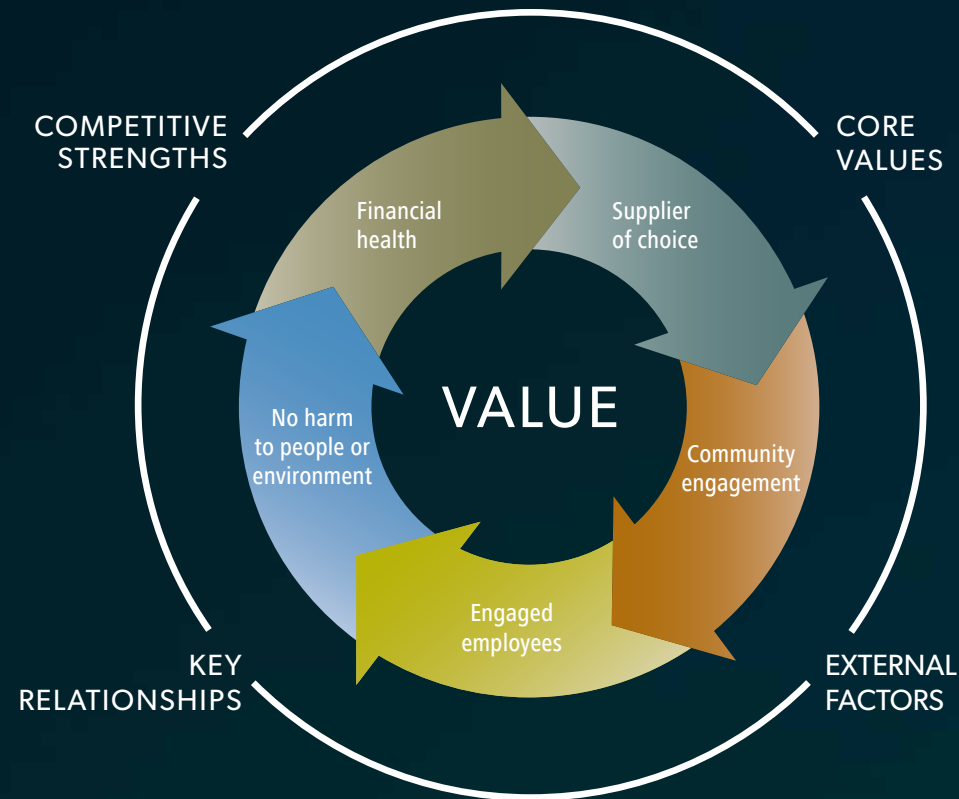 COMPETITIVE
STRENGTHS
CORE
VALUES
Financial
health
Supplier
of choice
VALUE
No harm
to people or
environment
Community
engagement
Engaged
employees
KEY
RELATIONSHIPS
EXTERNAL
FACTORS